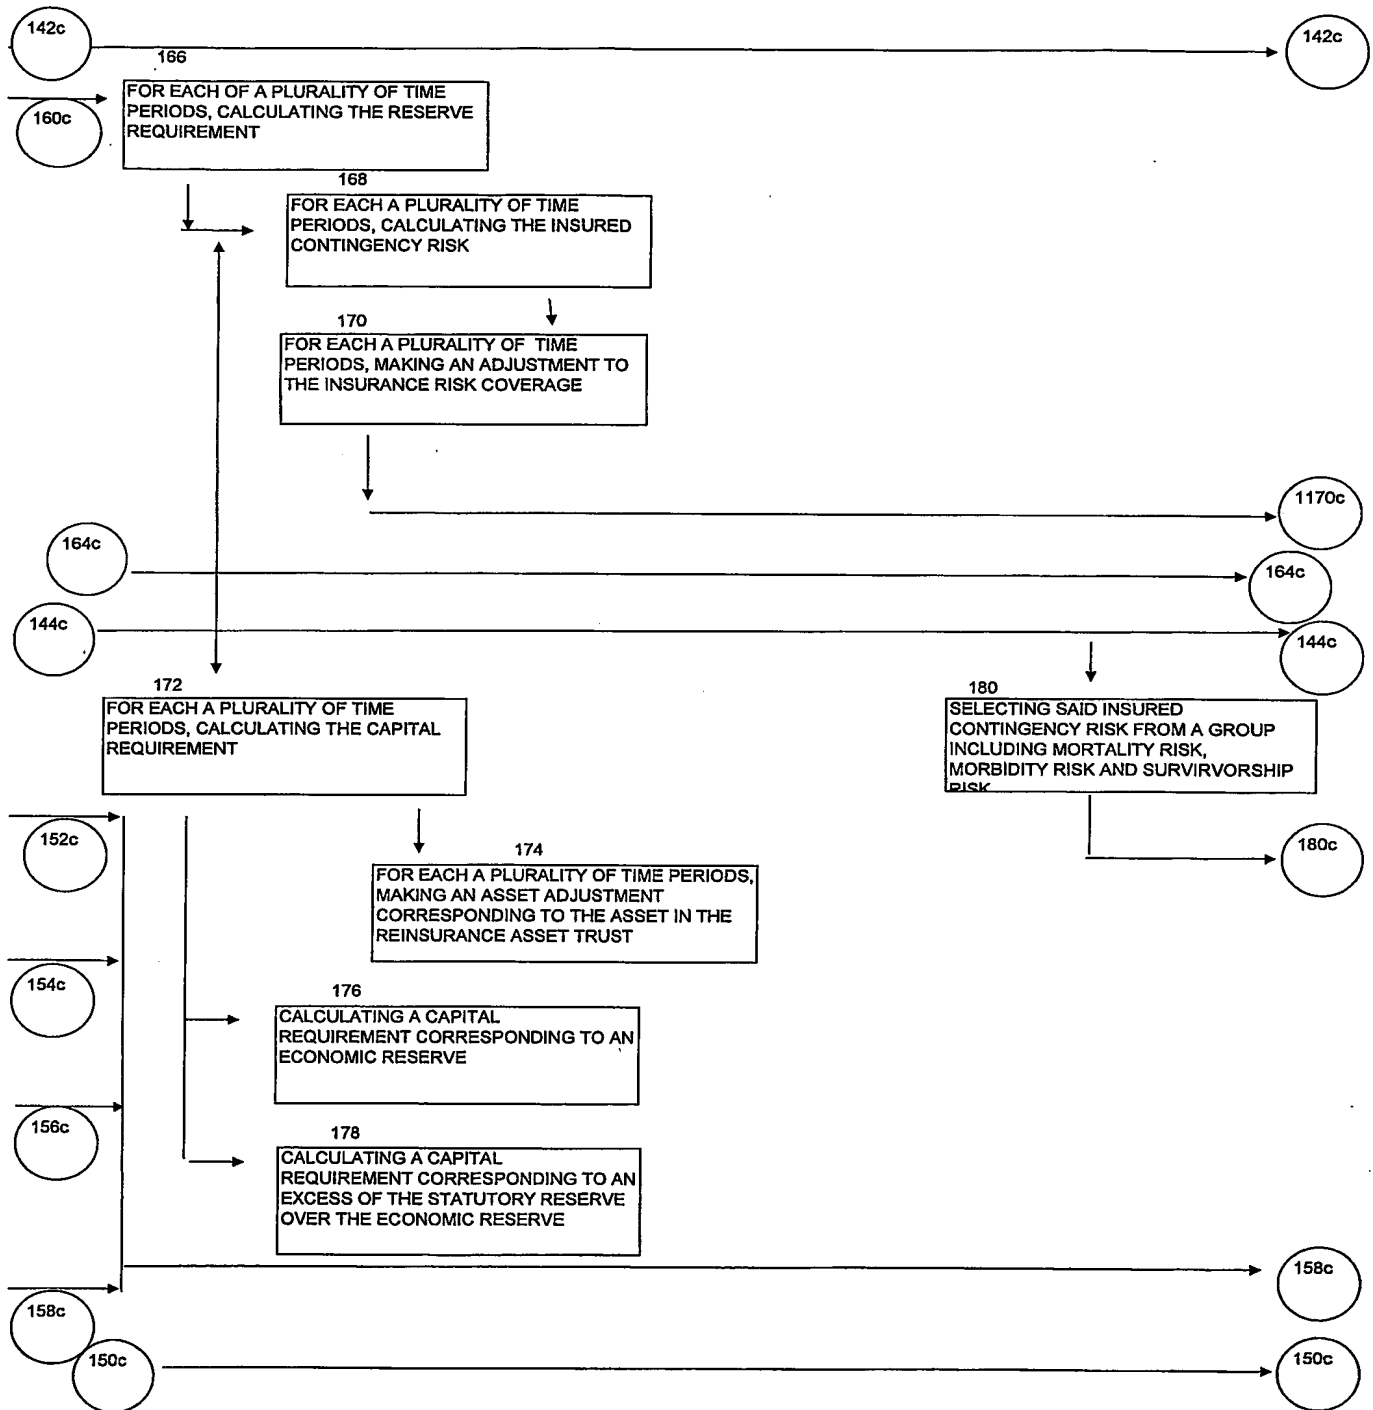 142c
142c
166
FOR EACH OF A PLURALITY OF TIME
PERIODS, CALCULATING THE RESERVE
REQUIREMENT
160c
168
FOR EACH A PLURALITY OF TIME
PERIODS, CALCULATING THE INSURED
CONTINGENCY RISK
170
FOR EACH A PLURALITY OF TIME
PERIODS, MAKING AN ADJUSTMENT TO
THE INSURANCE RISK COVERAGE
1170c
164c
164c
144c
144c
172
FOR EACH A PLURALITY OF TIME
PERIODS, CALCULATING THE CAPITAL
REQUIREMENT
180
SELECTING SAID INSURED
CONTINGENCY RISK FROM A GROUP
INCLUDING MORTALITY RISK,
MORBIDITY RISK AND SURVIRVORSHIP
RISK
152c
180c
174
FOR EACH A PLURALITY OF TIME PERIODS,
MAKING AN ASSET ADJUSTMENT
CORRESPONDING TO THE ASSET IN THE
REINSURANCE ASSET TRUST
154c
176
CALCULATING A CAPITAL
REQUIREMENT CORRESPONDING TO AN
ECONOMIC RESERVE
156c
178
CALCULATING A CAPITAL
REQUIREMENT CORRESPONDING TO AN
EXCESS OF THE STATUTORY RESERVE
OVER THE ECONOMIC RESERVE
158c
158c
150c
150c